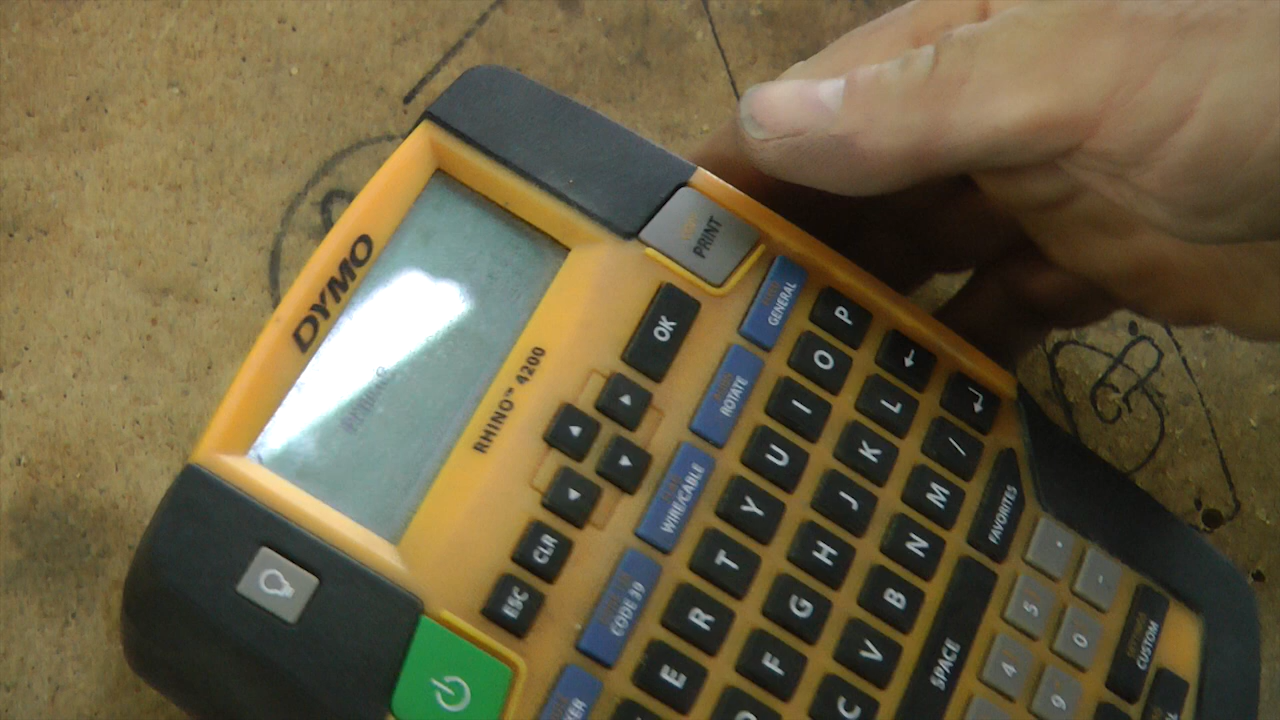 DYMO
RHINO™ 4200
PRINT
OK
CLR
ESC
GENERAL
ROTATE
WIRE/CABLE
CODE 39
P
O
I
U
Y
T
R
E
L
K
J
H
G
F
/
M
N
B
V
C
FAVORITES
SPACE
.
-
5
0
4
9
CUSTOM